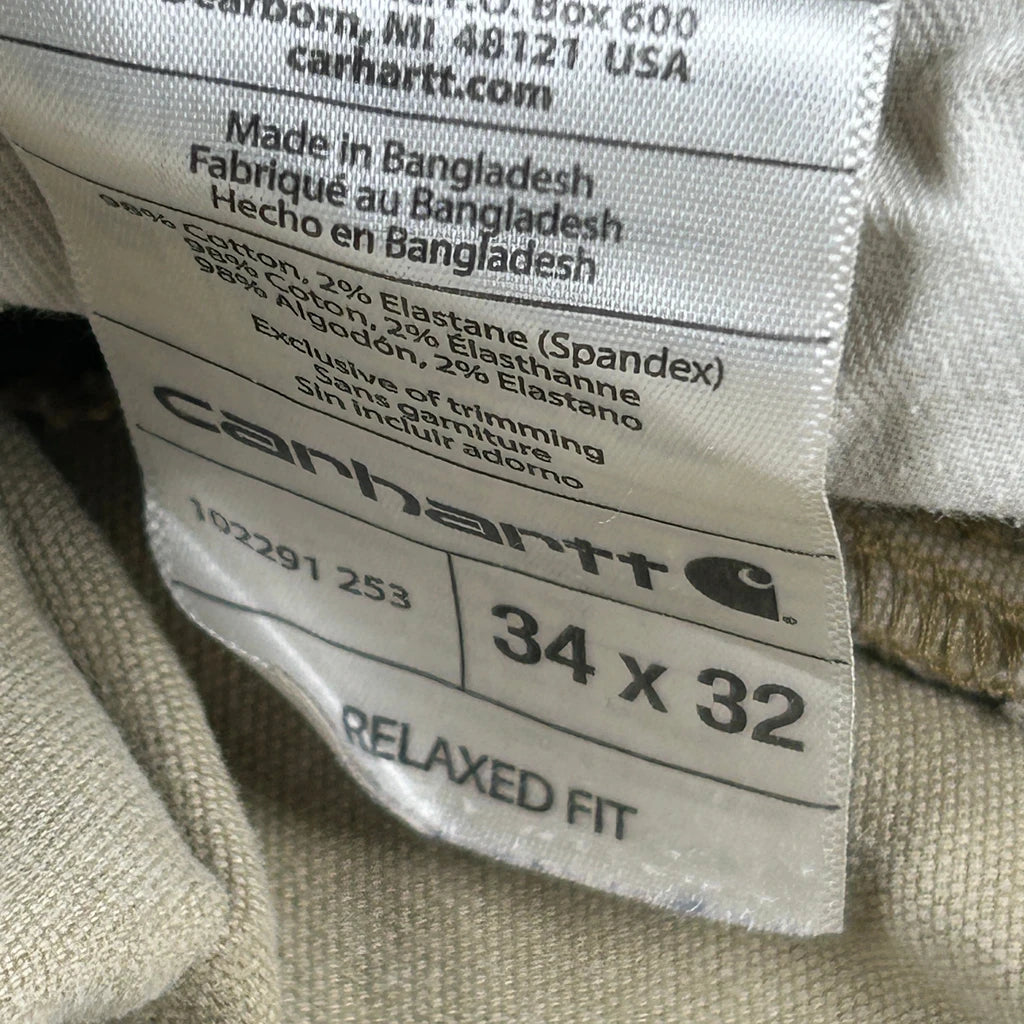 P.O. Box 600
Dearborn, MI 48121 USA
carhartt.com
Made in Bangladesh
Fabriqué au Bangladesh
Hecho en Bangladesh
98% Cotton, 2% Elastane (Spandex)
98% Coton, 2% Élasthanne
98% Algodón, 2% Elastano
Exclusive of trimming
Sans garniture
Sin incluir adorno
carhartt ®
102291 253
34 x 32
RELAXED FIT